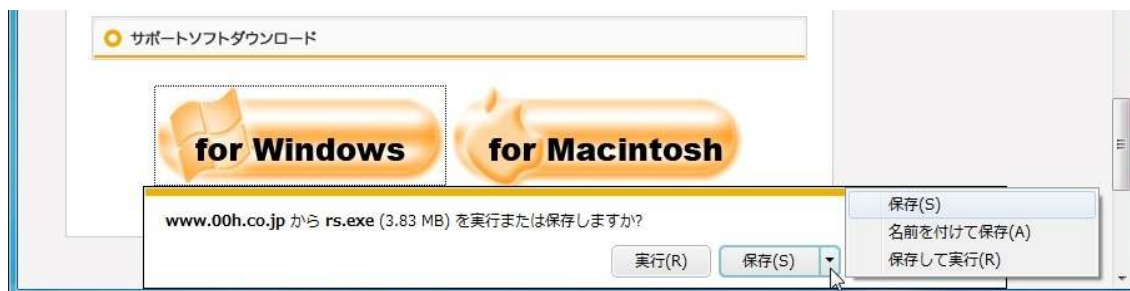 サポートソフトダウンロード
for Windows
for Macintosh
www.00h.co.jp から rs.exe (3.83 MB) を実行または保存しますか?
実行(R)
保存(S)
保存(S)
名前を付けて保存(A)
保存して実行(R)